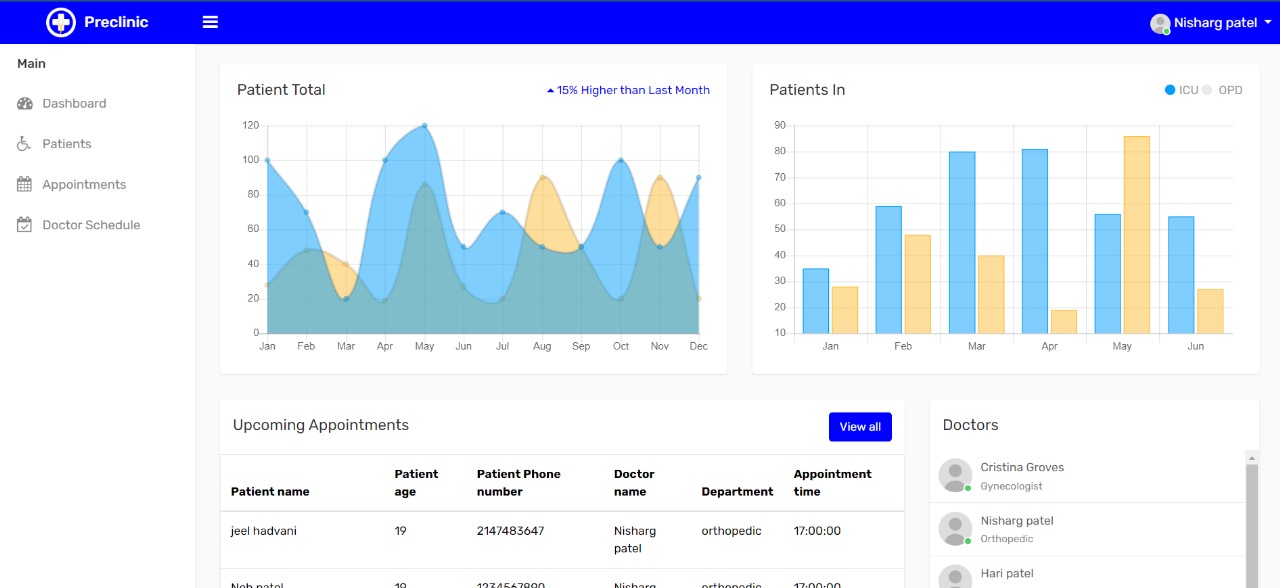 Preclinic
Nisharg patel
Main
Dashboard
Patients
Appointments
Doctor Schedule
Patient Total
15% Higher than Last Month
120
100
80
60
40
20
0
Jan Feb Mar Apr May Jun Jul Aug Sep Oct Nov Dec
Patients In
ICU OPD
90
80
70
60
50
40
30
20
10
Jan Feb Mar Apr May Jun
Upcoming Appointments
View all
Patient name Patient age Patient Phone number Doctor name Department Appointment time
jeel hadvani 19 2147483647 Nisharg patel orthopedic 17:00:00
patel 19 1234567890 Nisharg orthopedic 17:00:00
Doctors
Cristina Groves
Gynecologist
Nisharg patel
Orthopedic
Hari patel